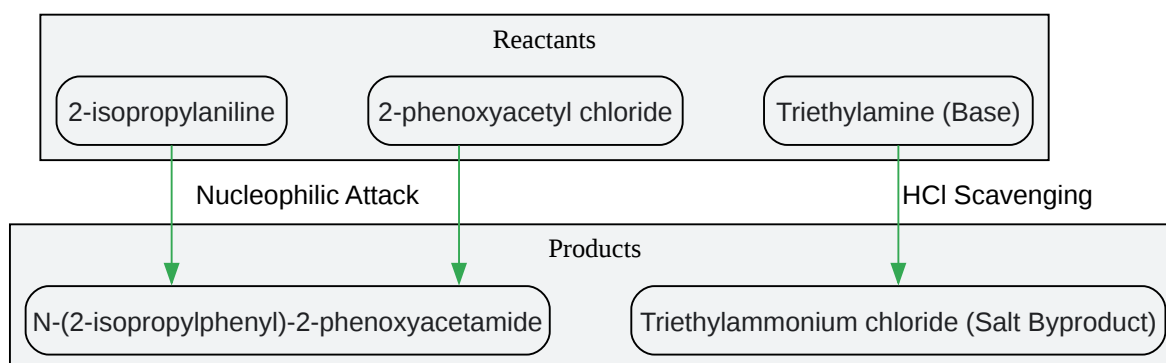 Reactants
2-isopropylaniline
2-phenoxyacetyl chloride
Triethylamine (Base)
Nucleophilic Attack
HCl Scavenging
Products
N-(2-isopropylphenyl)-2-phenoxyacetamide
Triethylammonium chloride (Salt Byproduct)